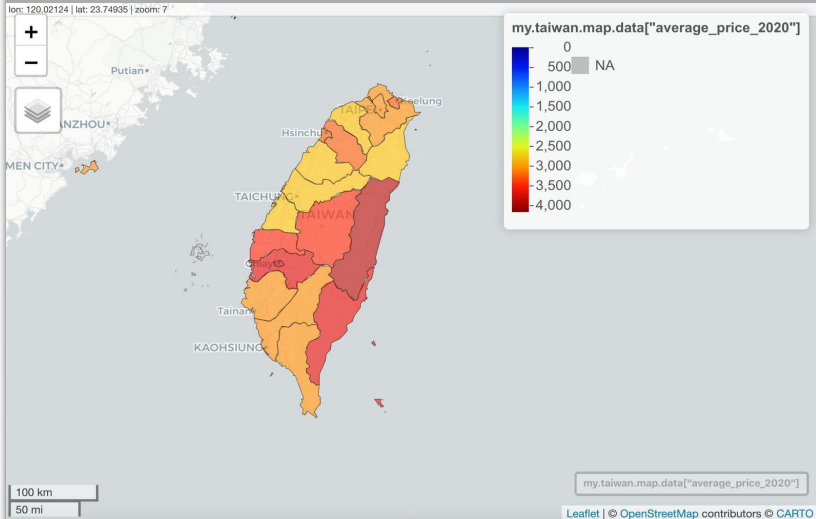 lon: 120.02124 | lat: 23.74935 | zoom: 7
+
−
my.taiwan.map.data["average_price_2020"]
0
500
NA
1,000
1,500
2,000
2,500
3,000
3,500
4,000
Putian
ANZHOU
MEN CITY
Keelung
TAIPEI
Hsinchu
TAICHUNG
TAIWAN
Chiayi
Tainan
KAOHSIUNG
100 km
50 mi
my.taiwan.map.data["average_price_2020"]
Leaflet | © OpenStreetMap contributors © CARTO